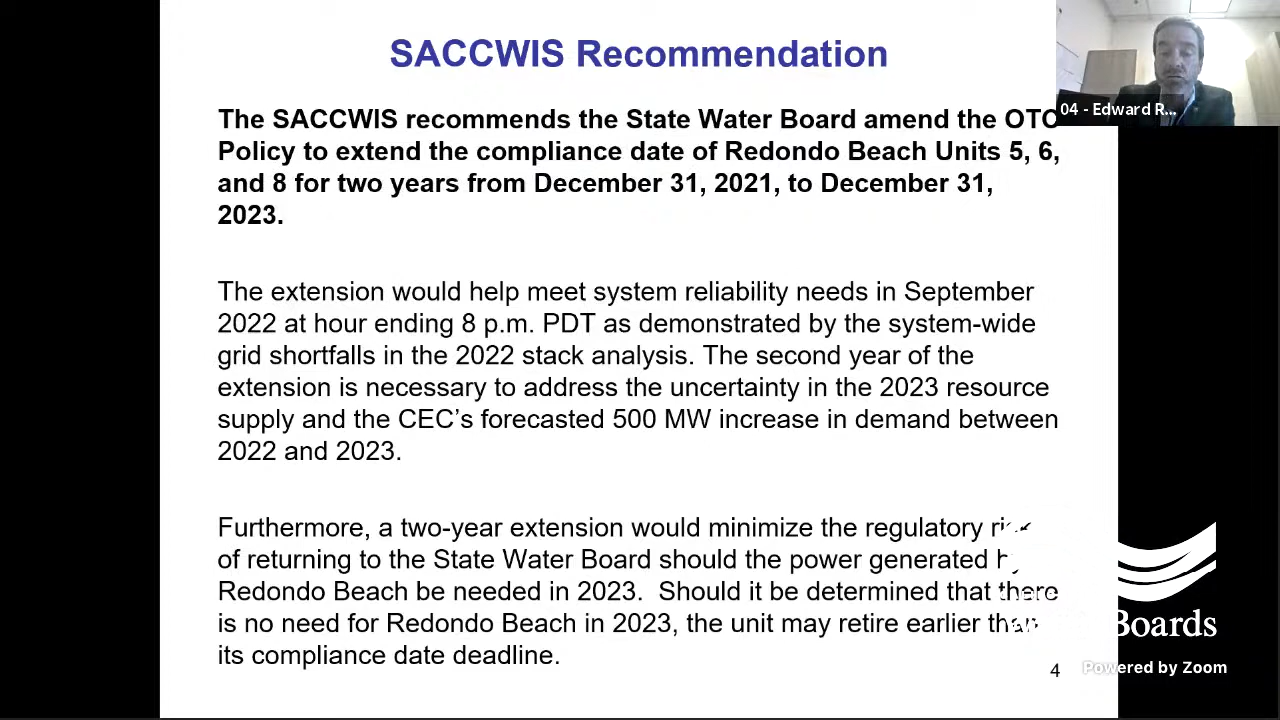 SACCWIS Recommendation
04 - Edward R...
The SACCWIS recommends the State Water Board amend the OTC
Policy to extend the compliance date of Redondo Beach Units 5, 6,
and 8 for two years from December 31, 2021, to December 31,
2023.
The extension would help meet system reliability needs in September
2022 at hour ending 8 p.m. PDT as demonstrated by the system-wide
grid shortfalls in the 2022 stack analysis. The second year of the
extension is necessary to address the uncertainty in the 2023 resource
supply and the CEC’s forecasted 500 MW increase in demand between
2022 and 2023.
Furthermore, a two-year extension would minimize the regulatory
of returning to the State Water Board should the power generated by
Redondo Beach be needed in 2023. Should it be determined that there
is no need for Redondo Beach in 2023, the unit may retire earlier than
its compliance date deadline.
Boards
4
Powered by Zoom